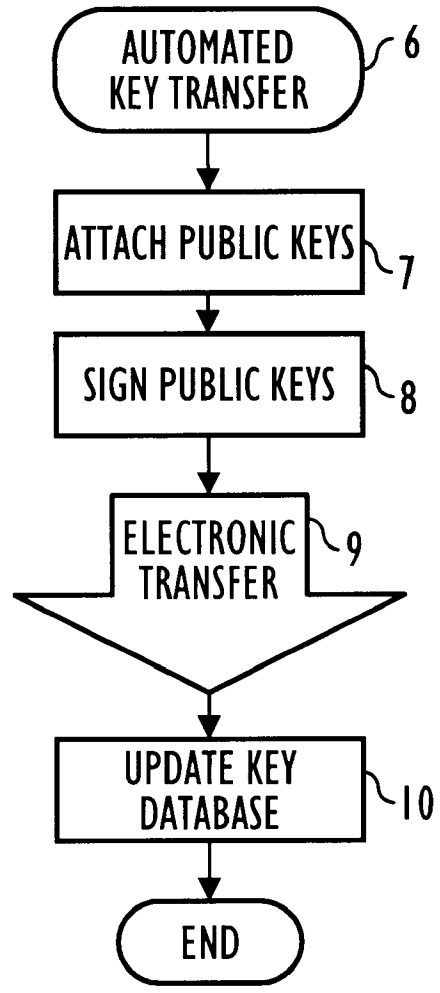 AUTOMATED
KEY TRANSFER
6
ATTACH PUBLIC KEYS
7
SIGN PUBLIC KEYS
8
ELECTRONIC
TRANSFER
9
UPDATE KEY
DATABASE
10
END